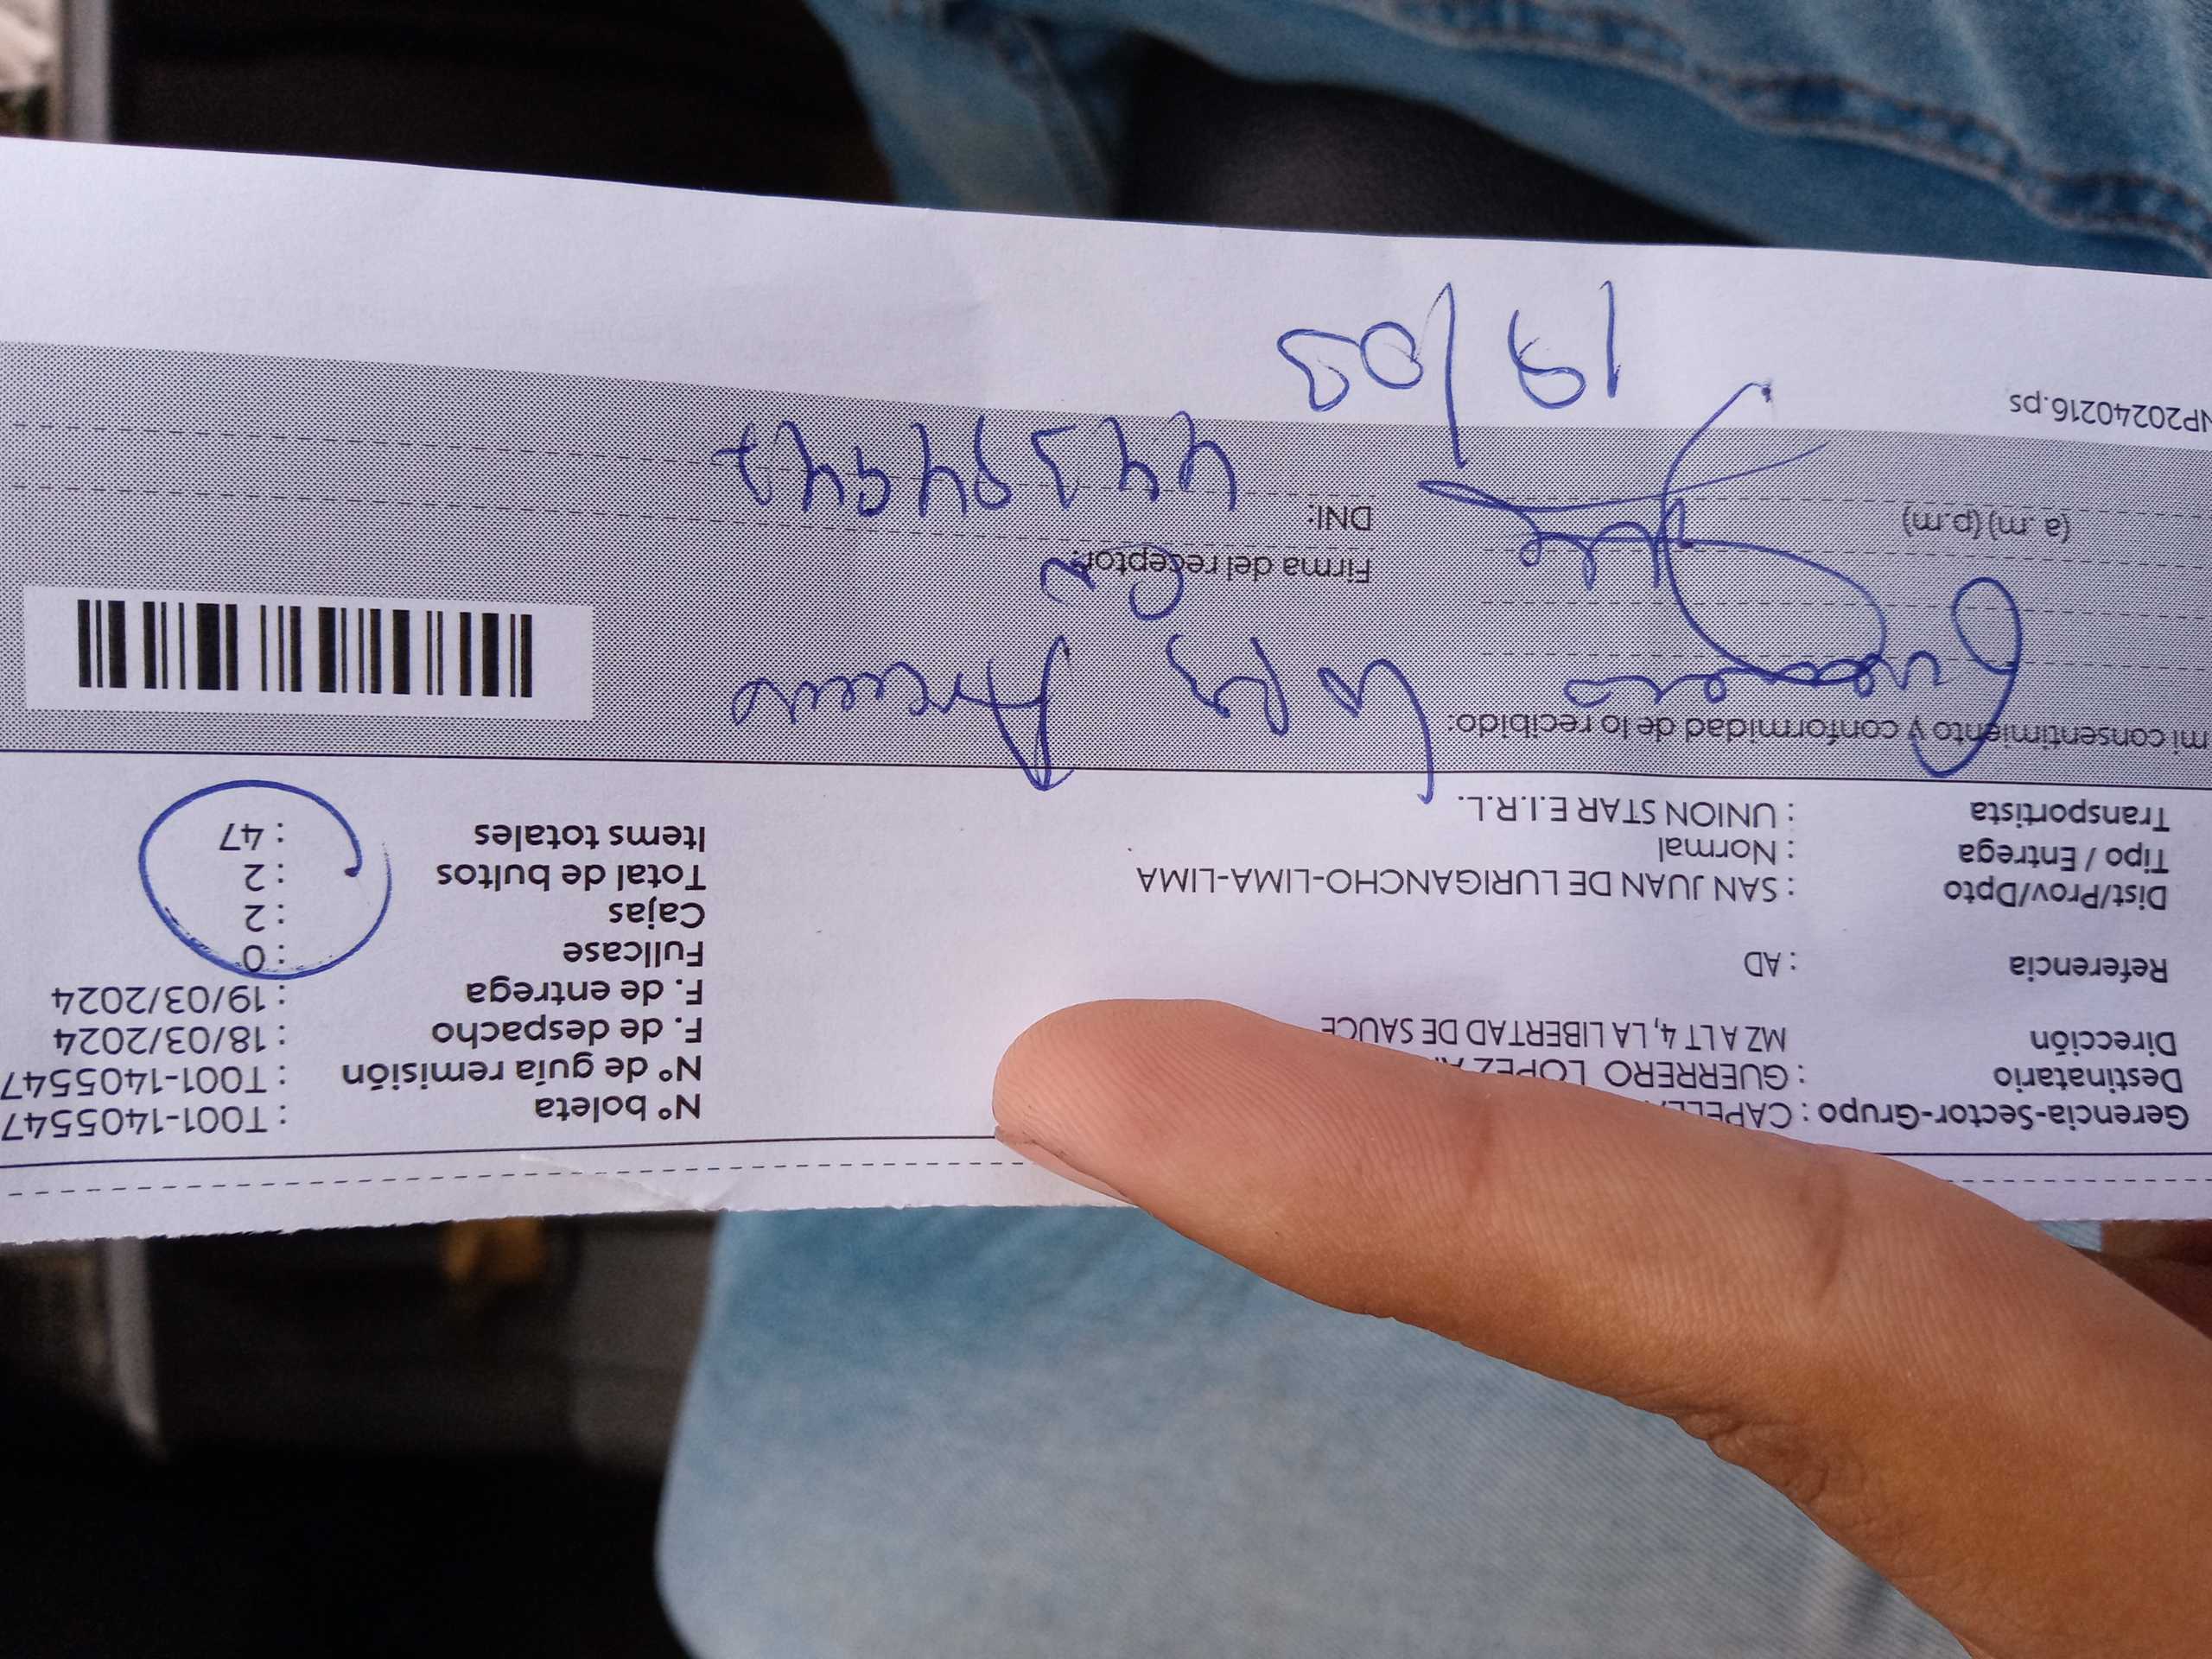 Gerencia-Sector-Grupo : CAPELLA
Destinatario : GUERRERO LOPEZ
Dirección MZ A LT 4, LA LIBERTAD DE SAUCE
Referencia : AD
Dist/Prov/Dpto : SAN JUAN DE LURIGANCHO-LIMA-LIMA
Tipo / Entrega : Normal
Transportista : UNION STAR E.I.R.L.
N° boleta : T001-1405547
N° de guía remisión : T001-1405547
F. de despacho : 18/03/2024
F. de entrega : 19/03/2024
Fullcase : 0
Cajas : 2
Total de bultos : 2
Items totales : 47
mi consentimiento y conformidad de lo recibido:
Guerrero Lopez
Firma del receptor:
(a. m) (p.m)
DNI:
NP20240216.ps
19/03